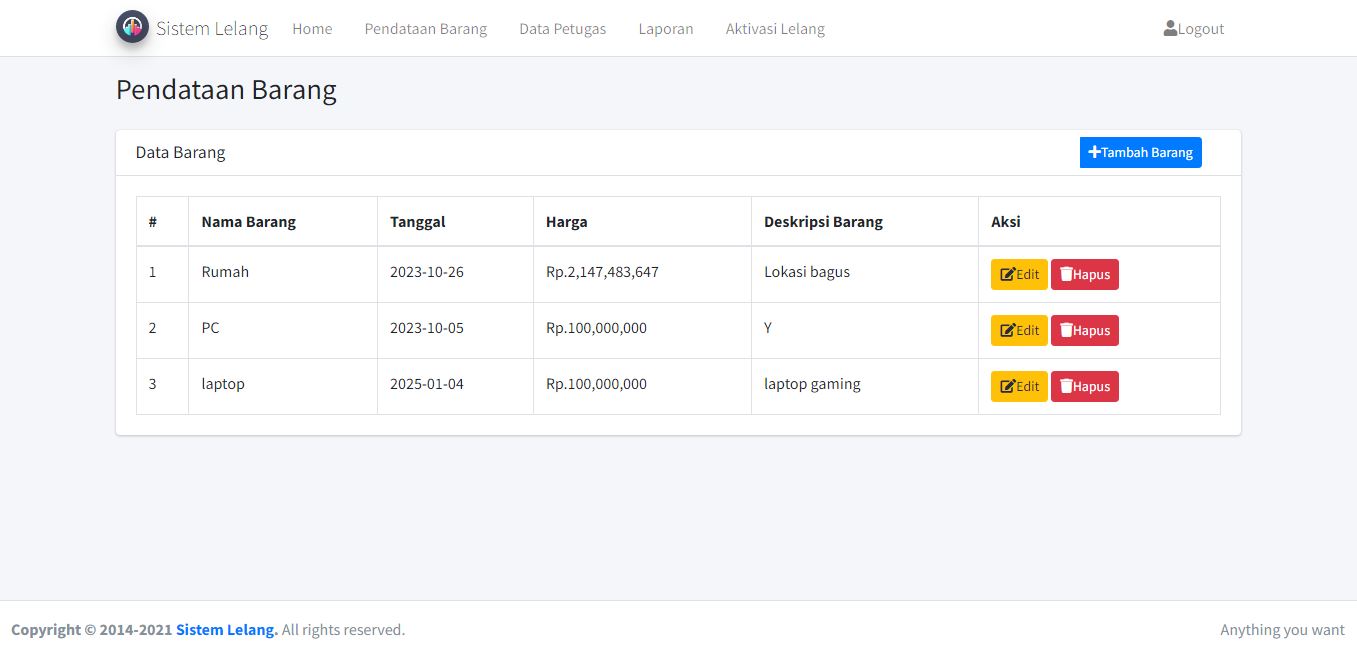 Sistem Lelang Home Pendataan Barang Data Petugas Laporan Aktivasi Lelang Logout
Pendataan Barang
Data Barang Tambah Barang
# Nama Barang Tanggal Harga Deskripsi Barang Aksi
1 Rumah 2023-10-26 Rp.2,147,483,647 Lokasi bagus Edit Hapus
2 PC 2023-10-05 Rp.100,000,000 Y Edit Hapus
3 laptop 2025-01-04 Rp.100,000,000 laptop gaming Edit Hapus
Copyright © 2014-2021 Sistem Lelang. All rights reserved. Anything you want